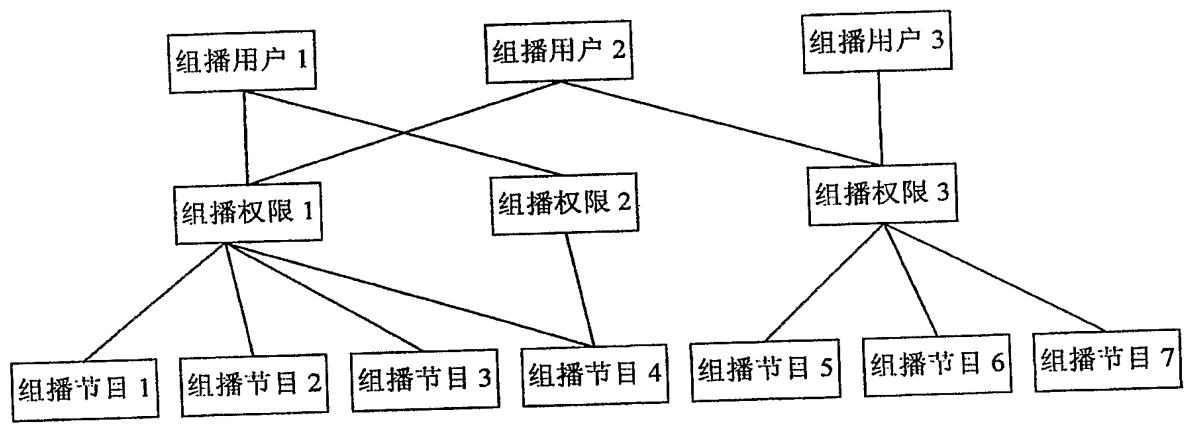 组播用户 1
组播用户 2
组播用户 3
组播权限 1
组播权限 2
组播权限 3
组播节目 1
组播节目 2
组播节目 3
组播节目 4
组播节目 5
组播节目 6
组播节目 7